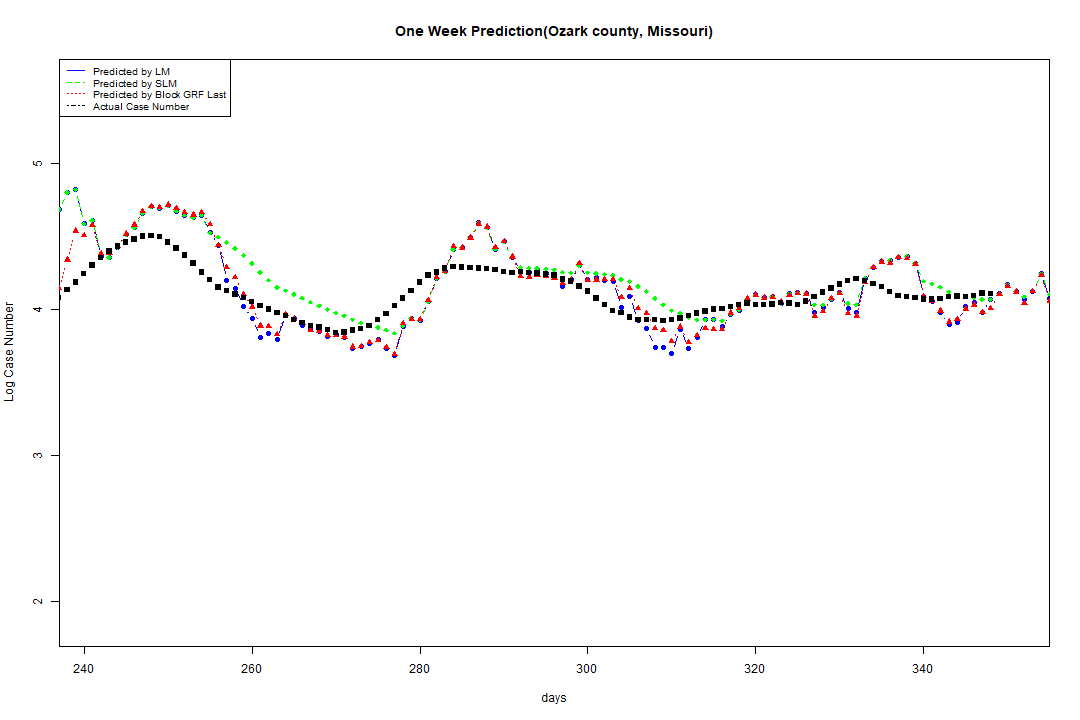 One Week Prediction(Ozark county, Missouri)
Predicted by LM
Predicted by SLM
Predicted by Block GRF Last
Actual Case Number
5
4
3
2
Log Case Number
240 260 280 300 320 340
days